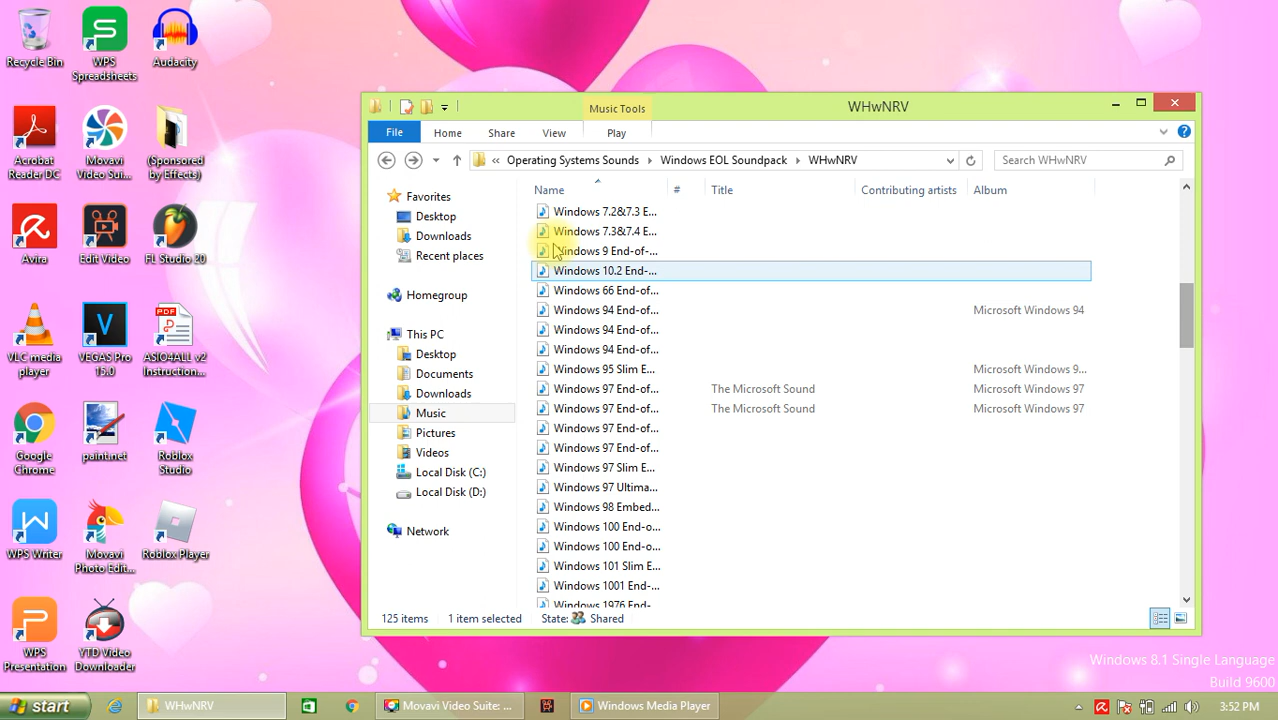 Recycle Bin
WPS Spreadsheets
Audacity
Acrobat Reader DC
Movavi Video Sui...
(Sponsored by Effects)
Avira
Edit Video
FL Studio 20
VLC media player
VEGAS Pro 15.0
ASIO4ALL v2 Instruction...
Google Chrome
paint.net
Roblox Studio
WPS Writer
Movavi Photo Edit...
Roblox Player
WPS Presentation
YTD Video Downloader
Music Tools
WHwNRV
File
Home
Share
View
Play
« Operating Systems Sounds
Windows EOL Soundpack
WHwNRV
Search WHwNRV
Favorites
Desktop
Downloads
Recent places
Homegroup
This PC
Desktop
Documents
Downloads
Music
Pictures
Videos
Local Disk (C:)
Local Disk (D:)
Network
Name
#
Title
Contributing artists
Album
Windows 7.2&7.3 E...
Windows 7.3&7.4 E...
Windows 9 End-of-...
Windows 10.2 End-...
Windows 66 End-of...
Windows 94 End-of... Microsoft Windows 94
Windows 94 End-of...
Windows 94 End-of...
Windows 95 Slim E... Microsoft Windows 9...
Windows 97 End-of... The Microsoft Sound Microsoft Windows 97
Windows 97 End-of... The Microsoft Sound Microsoft Windows 97
Windows 97 End-of...
Windows 97 End-of...
Windows 97 Slim E...
Windows 97 Ultima...
Windows 98 Embed...
Windows 100 End-o...
Windows 100 End-o...
Windows 101 Slim E...
Windows 1001 End-...
Windows 1976 End-...
125 items
1 item selected
State: Shared
Windows 8.1 Single Language
Build 9600
start
WHwNRV
Movavi Video Suite: ...
Windows Media Player
3:52 PM